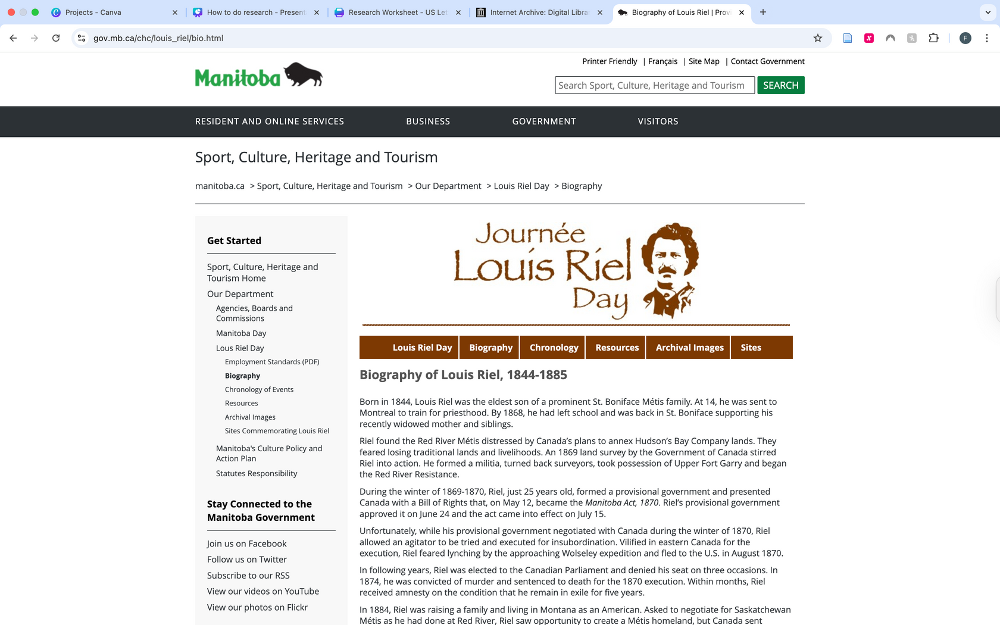 Projects - Canva
How to do research - Present
Research Worksheet - US Let
Internet Archive: Digital Libra
Biography of Louis Riel | Provi
gov.mb.ca/chc/louis_riel/bio.html
F
Printer Friendly | Français | Site Map | Contact Government
Manitoba
Search Sport, Culture, Heritage and Tourism
SEARCH
RESIDENT AND ONLINE SERVICES BUSINESS GOVERNMENT VISITORS
Sport, Culture, Heritage and Tourism
manitoba.ca > Sport, Culture, Heritage and Tourism > Our Department > Louis Riel Day > Biography
Get Started
Sport, Culture, Heritage and
Tourism Home
Our Department
Agencies, Boards and
Commissions
Manitoba Day
Lous Riel Day
Employment Standards (PDF)
Biography
Chronology of Events
Resources
Archival Images
Sites Commemorating Louis Riel
Manitoba's Culture Policy and
Action Plan
Statutes Responsibility
Stay Connected to the
Manitoba Government
Join us on Facebook
Follow us on Twitter
Subscribe to our RSS
View our videos on YouTube
View our photos on Flickr
Journée
Louis Riel
Day
Louis Riel Day Biography Chronology Resources Archival Images Sites
Biography of Louis Riel, 1844-1885
Born in 1844, Louis Riel was the eldest son of a prominent St. Boniface Métis family. At 14, he was sent to
Montreal to train for priesthood. By 1868, he had left school and was back in St. Boniface supporting his
recently widowed mother and siblings.
Riel found the Red River Métis distressed by Canada’s plans to annex Hudson’s Bay Company lands. They
feared losing traditional lands and livelihoods. An 1869 land survey by the Government of Canada stirred
Riel into action. He formed a militia, turned back surveyors, took possession of Upper Fort Garry and began
the Red River Resistance.
During the winter of 1869-1870, Riel, just 25 years old, formed a provisional government and presented
Canada with a Bill of Rights that, on May 12, became the Manitoba Act, 1870. Riel’s provisional government
approved it on June 24 and the act came into effect on July 15.
Unfortunately, while his provisional government negotiated with Canada during the winter of 1870, Riel
allowed an agitator to be tried and executed for insubordination. Vilified in eastern Canada for the
execution, Riel feared lynching by the approaching Wolseley expedition and fled to the U.S. in August 1870.
In following years, Riel was elected to the Canadian Parliament and denied his seat on three occasions. In
1874, he was convicted of murder and sentenced to death for the 1870 execution. Within months, Riel
received amnesty on the condition that he remain in exile for five years.
In 1884, Riel was raising a family and living in Montana as an American. Asked to negotiate for Saskatchewan
Métis as he had done at Red River, Riel saw opportunity to create a Métis homeland, but Canada sent